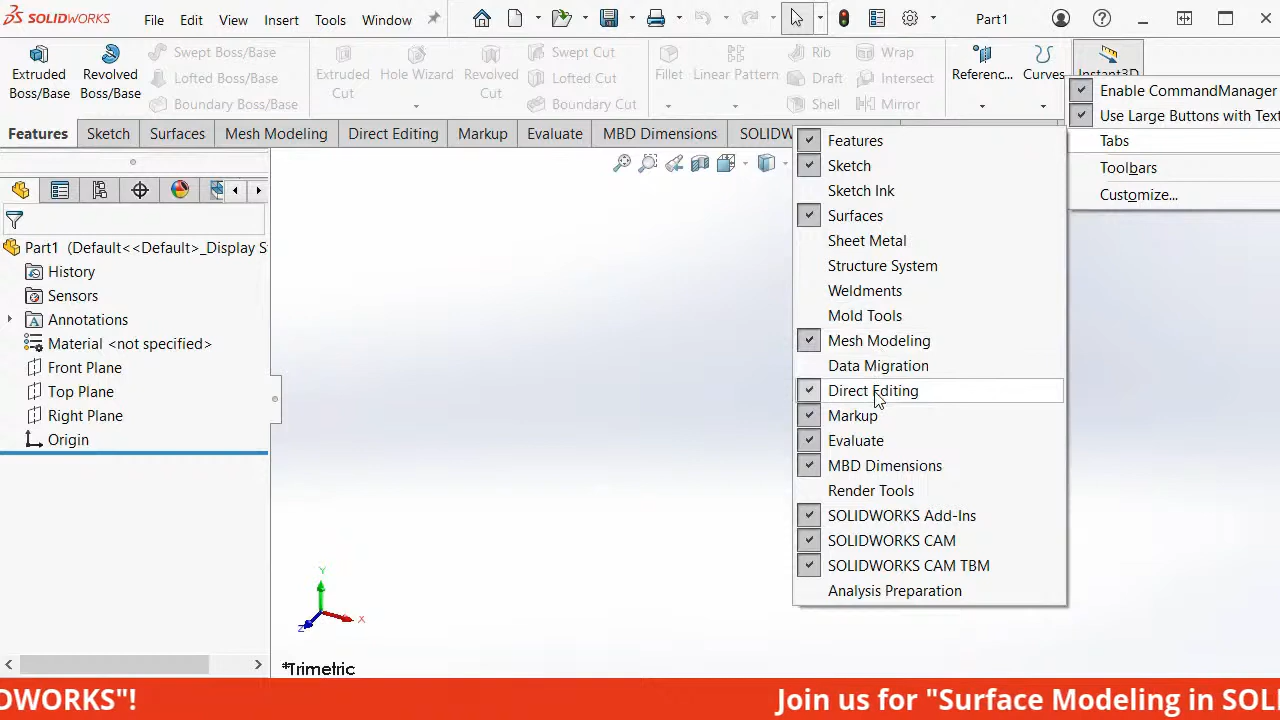 SOLIDWORKS File Edit View Insert Tools Window Part1
Extruded Boss/Base
Revolved Boss/Base
Swept Boss/Base
Lofted Boss/Base
Boundary Boss/Base
Extruded Cut
Hole Wizard
Revolved Cut
Swept Cut
Lofted Cut
Boundary Cut
Fillet
Linear Pattern
Rib
Draft
Shell
Wrap
Intersect
Mirror
Referenc...
Curves
Instant3D
Features Sketch Surfaces Mesh Modeling Direct Editing Markup Evaluate MBD Dimensions SOLIDW
Enable CommandManager
Use Large Buttons with Text
Tabs
Toolbars
Customize...
Features
Sketch
Sketch Ink
Surfaces
Sheet Metal
Structure System
Weldments
Mold Tools
Mesh Modeling
Data Migration
Direct Editing
Markup
Evaluate
MBD Dimensions
Render Tools
SOLIDWORKS Add-Ins
SOLIDWORKS CAM
SOLIDWORKS CAM TBM
Analysis Preparation
Part1 (Default<<Default>_Display S
History
Sensors
Annotations
Material <not specified>
Front Plane
Top Plane
Right Plane
Origin
Y
X
Z
*Trimetric
DWORKS"! Join us for "Surface Modeling in SOLI